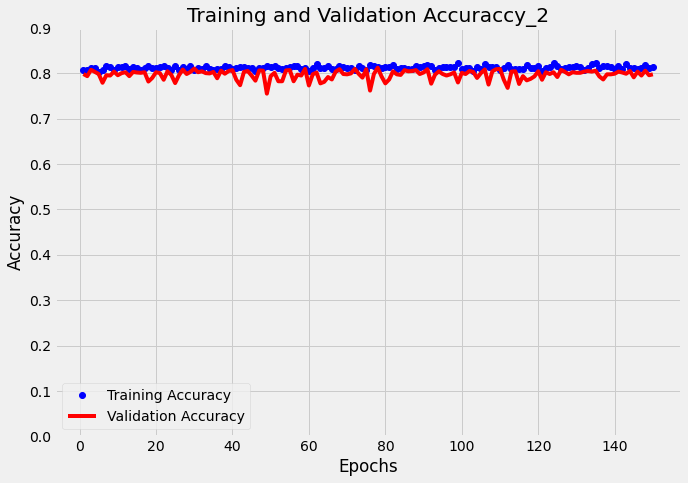 Training and Validation Accuraccy_2
0.9
0.8
0.7
0.6
0.5
0.4
0.3
0.2
0.1
0.0
Accuracy
Training Accuracy
Validation Accuracy
0 20 40 60 80 100 120 140
Epochs